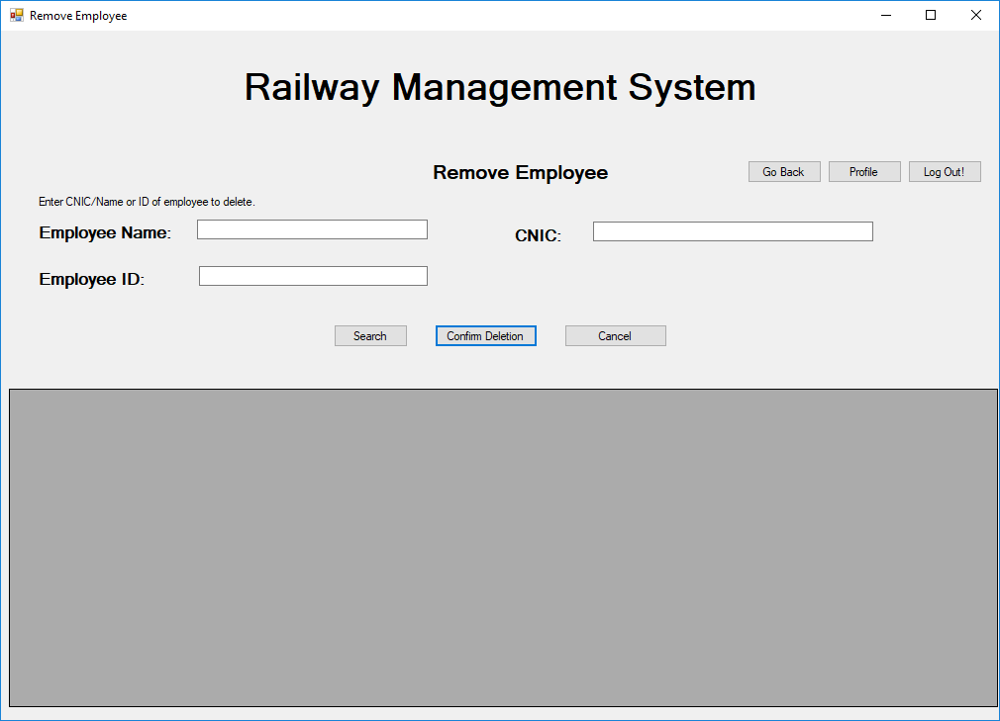 Remove Employee
Railway Management System
Remove Employee
Go Back
Profile
Log Out!
Enter CNIC/Name or ID of employee to delete.
Employee Name:
CNIC:
Employee ID:
Search
Confirm Deletion
Cancel